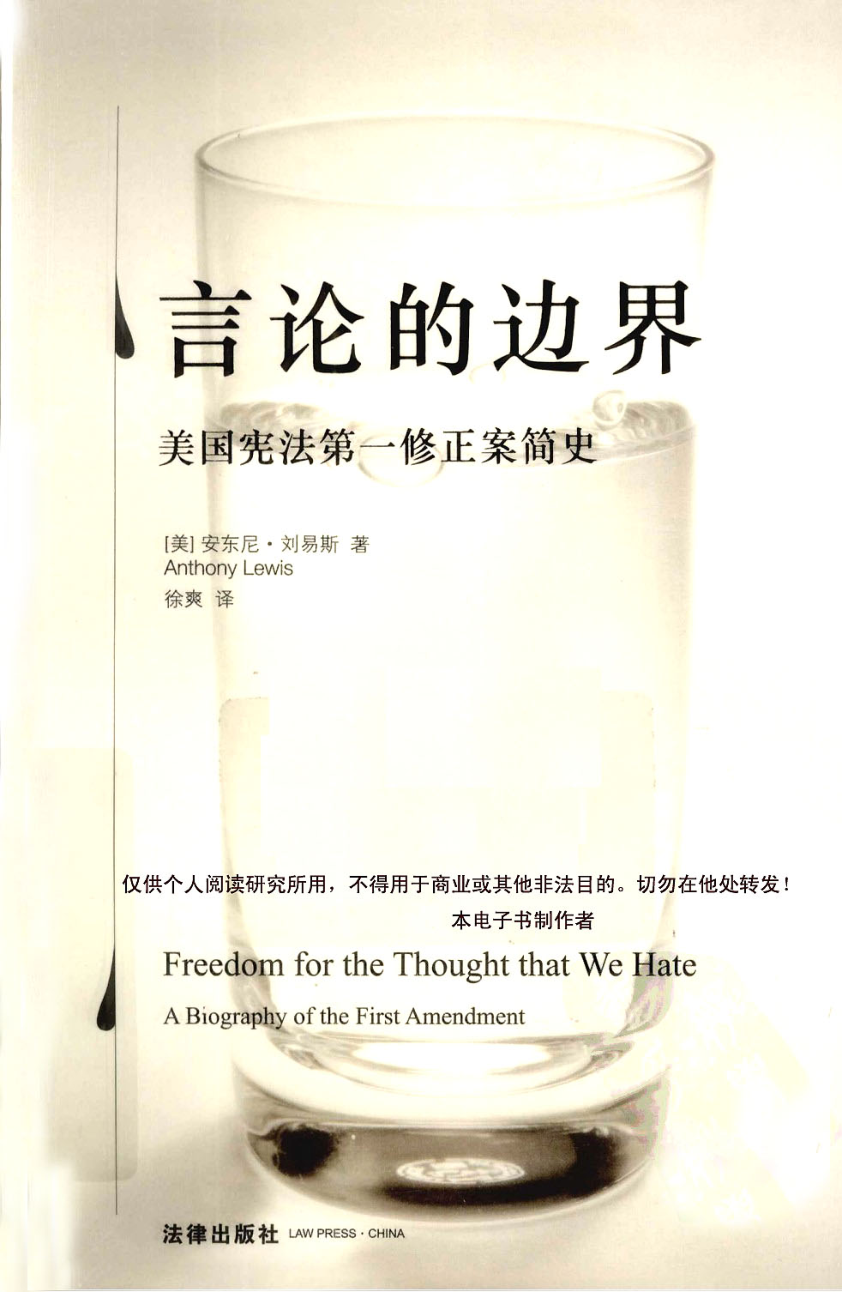 言论的边界
美国宪法第一修正案简史
[美] 安东尼·刘易斯 著
Anthony Lewis
徐爽 译
仅供个人阅读研究所用，不得用于商业或其他非法目的。切勿在他处转发！
本电子书制作者
Freedom for the Thought that We Hate
A Biography of the First Amendment
法律出版社 LAW PRESS·CHINA